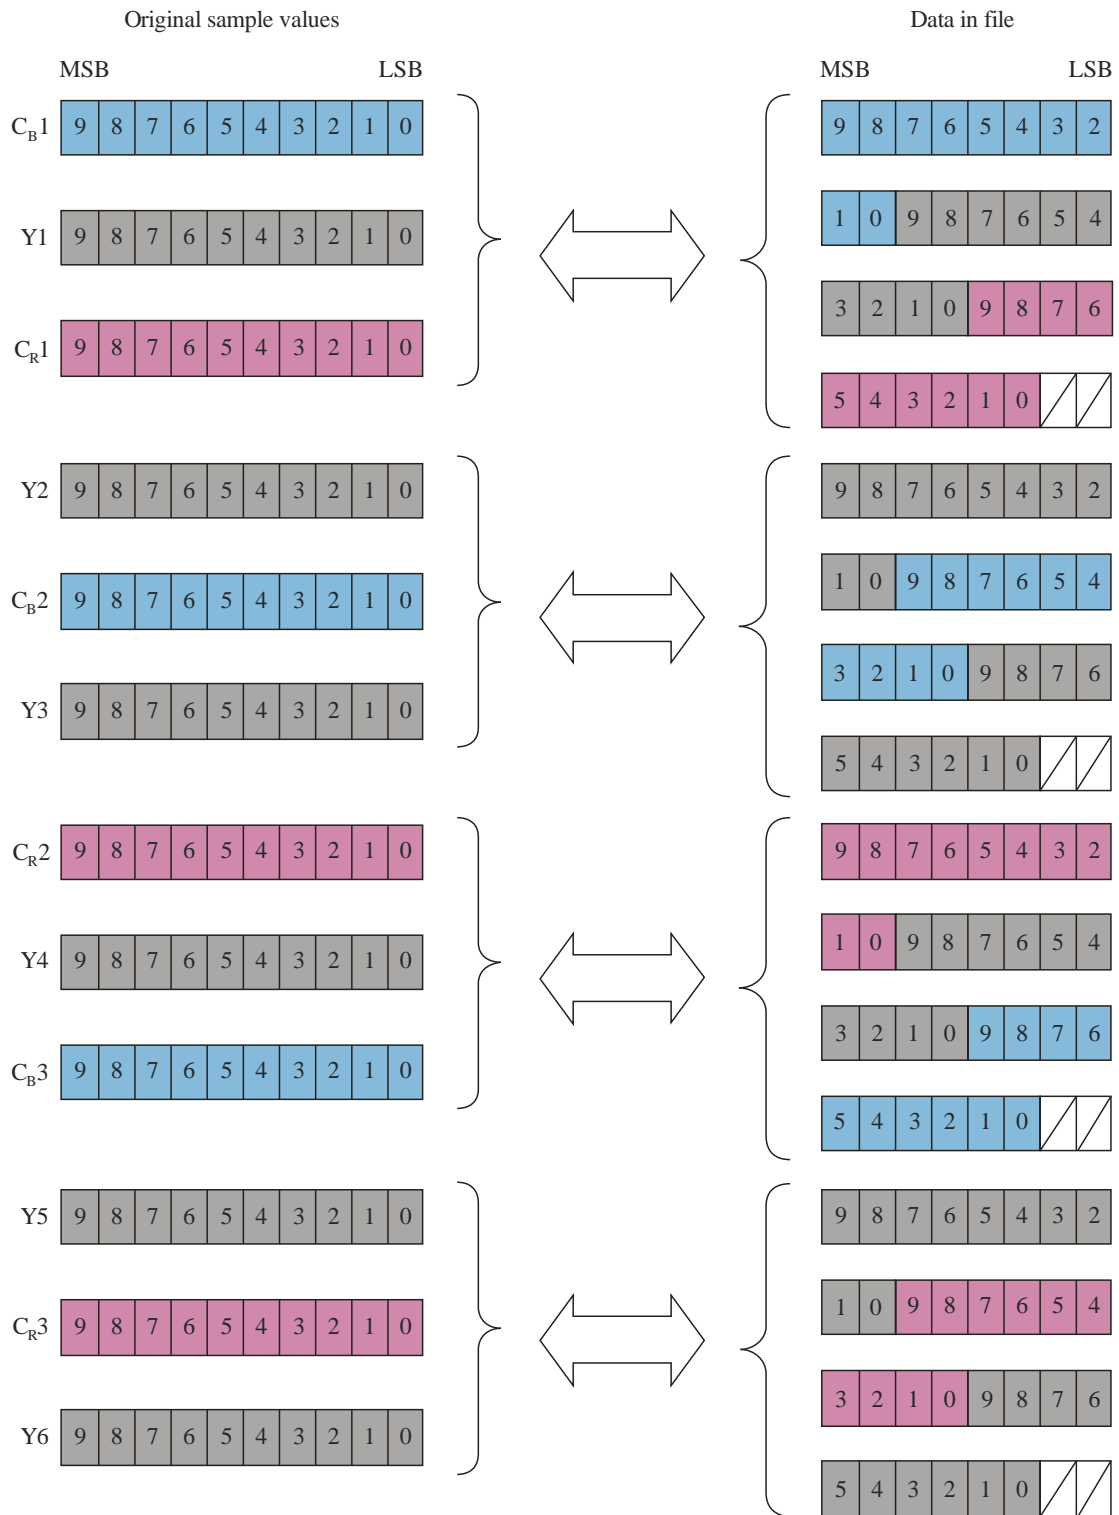 Original sample values Data in file
MSB LSB MSB LSB
C_B1 9 8 7 6 5 4 3 2 1 0 9 8 7 6 5 4 3 2
Y1 9 8 7 6 5 4 3 2 1 0 1 0 9 8 7 6 5 4
C_R1 9 8 7 6 5 4 3 2 1 0 3 2 1 0 9 8 7 6
5 4 3 2 1 0
Y2 9 8 7 6 5 4 3 2 1 0 9 8 7 6 5 4 3 2
C_B2 9 8 7 6 5 4 3 2 1 0 1 0 9 8 7 6 5 4
3 2 1 0 9 8 7 6
Y3 9 8 7 6 5 4 3 2 1 0
5 4 3 2 1 0
C_R2 9 8 7 6 5 4 3 2 1 0 9 8 7 6 5 4 3 2
Y4 9 8 7 6 5 4 3 2 1 0 1 0 9 8 7 6 5 4
3 2 1 0 9 8 7 6
C_B3 9 8 7 6 5 4 3 2 1 0
5 4 3 2 1 0
Y5 9 8 7 6 5 4 3 2 1 0 9 8 7 6 5 4 3 2
C_R3 9 8 7 6 5 4 3 2 1 0 1 0 9 8 7 6 5 4
3 2 1 0 9 8 7 6
Y6 9 8 7 6 5 4 3 2 1 0
5 4 3 2 1 0